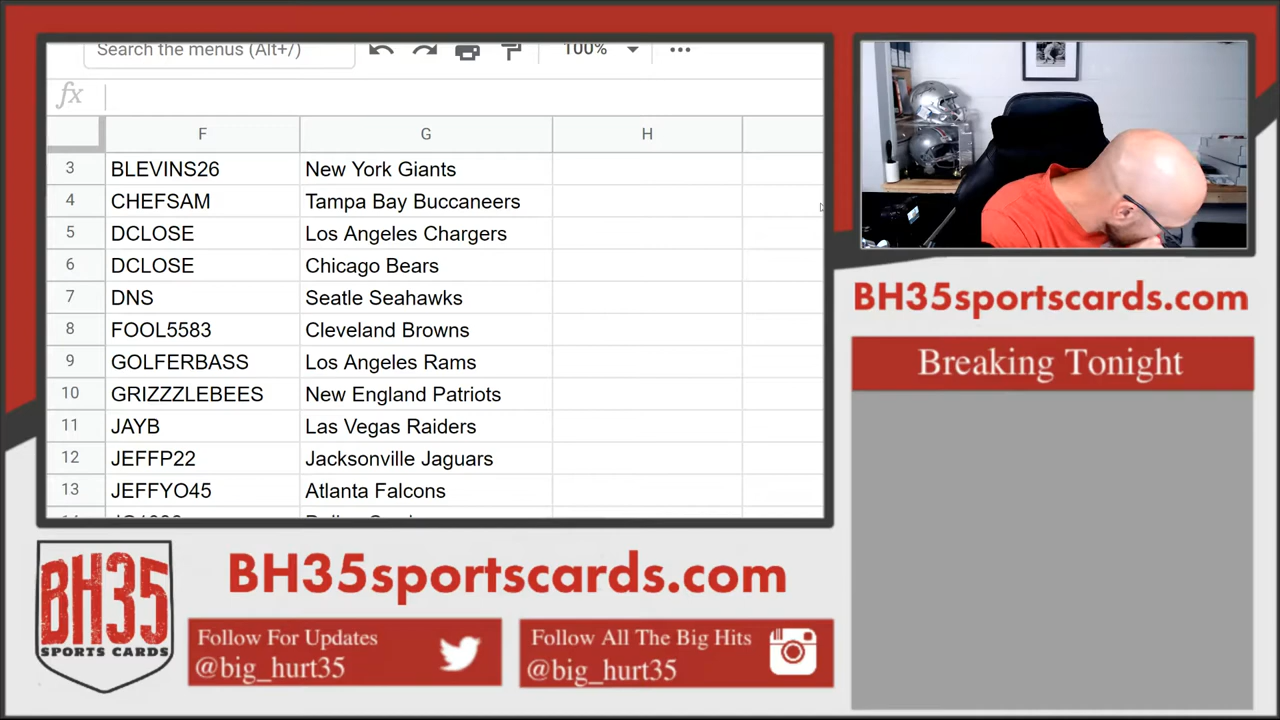 Search the menus (Alt+/)
100%
fx
F G H
3 BLEVINS26 New York Giants
4 CHEFSAM Tampa Bay Buccaneers
5 DCLOSE Los Angeles Chargers
6 DCLOSE Chicago Bears
7 DNS Seatle Seahawks
8 FOOL5583 Cleveland Browns
9 GOLFERBASS Los Angeles Rams
10 GRIZZZLEBEES New England Patriots
11 JAYB Las Vegas Raiders
12 JEFFP22 Jacksonville Jaguars
13 JEFFYO45 Atlanta Falcons
BH35sportscards.com
Breaking Tonight
BH35
SPORTS CARDS
BH35sportscards.com
Follow For Updates
@big_hurt35
Follow All The Big Hits
@big_hurt35